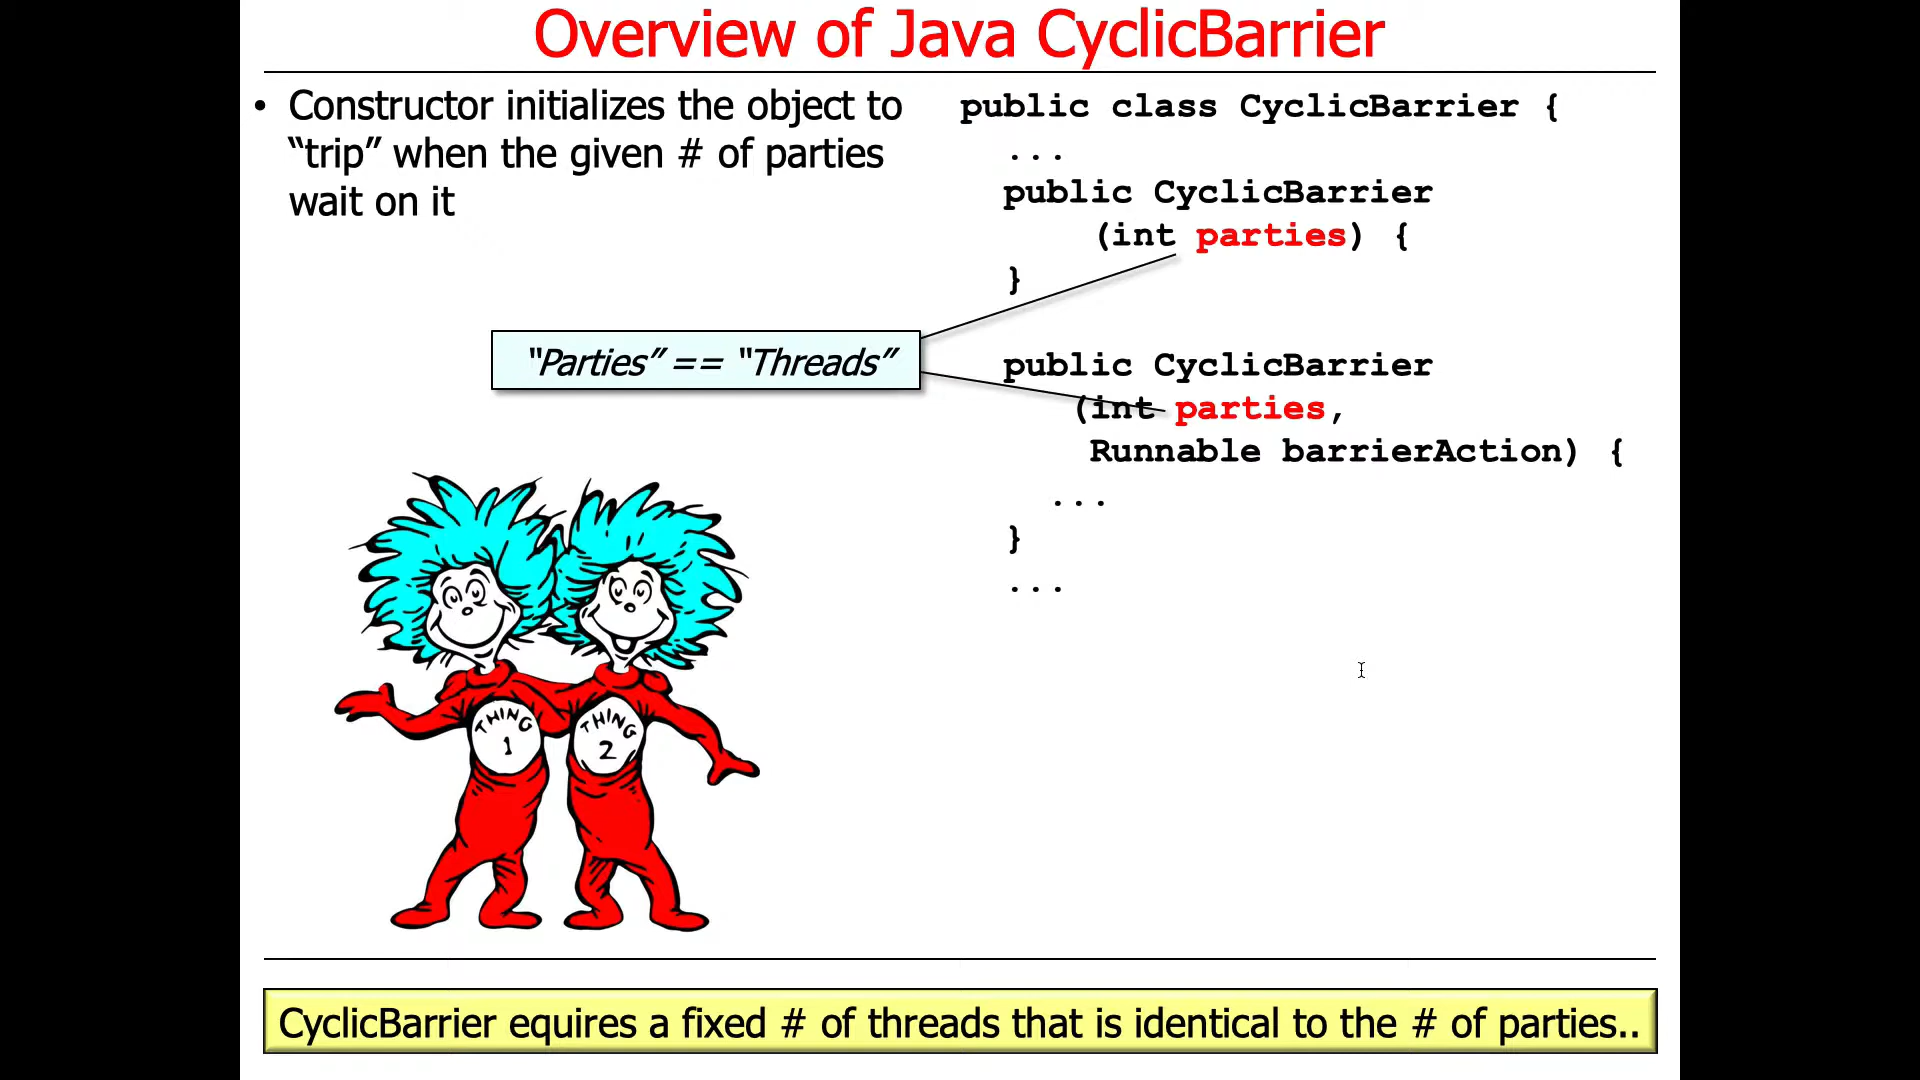 Overview of Java CyclicBarrier
• Constructor initializes the object to
“trip” when the given # of parties
wait on it
public class CyclicBarrier {
...
public CyclicBarrier
(int parties) {
}
“Parties” == “Threads”
public CyclicBarrier
(int parties,
Runnable barrierAction) {
...
}
...
THING
1
THING
2
CyclicBarrier equires a fixed # of threads that is identical to the # of parties..